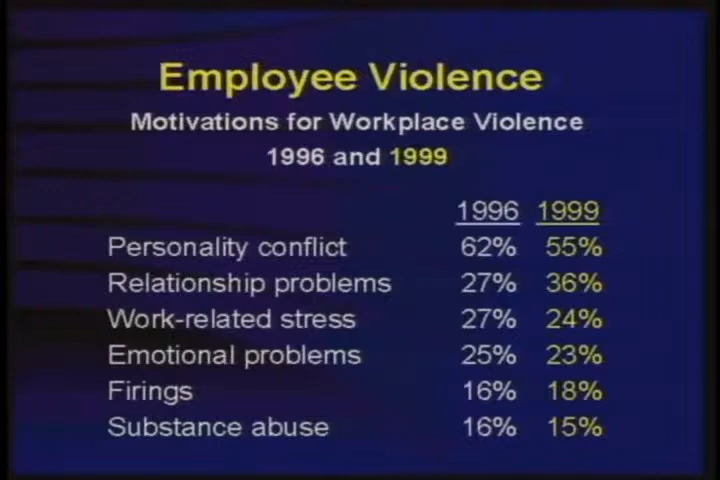 Employee Violence
Motivations for Workplace Violence
1996 and 1999
1996 1999
Personality conflict 62% 55%
Relationship problems 27% 36%
Work-related stress 27% 24%
Emotional problems 25% 23%
Firings 16% 18%
Substance abuse 16% 15%